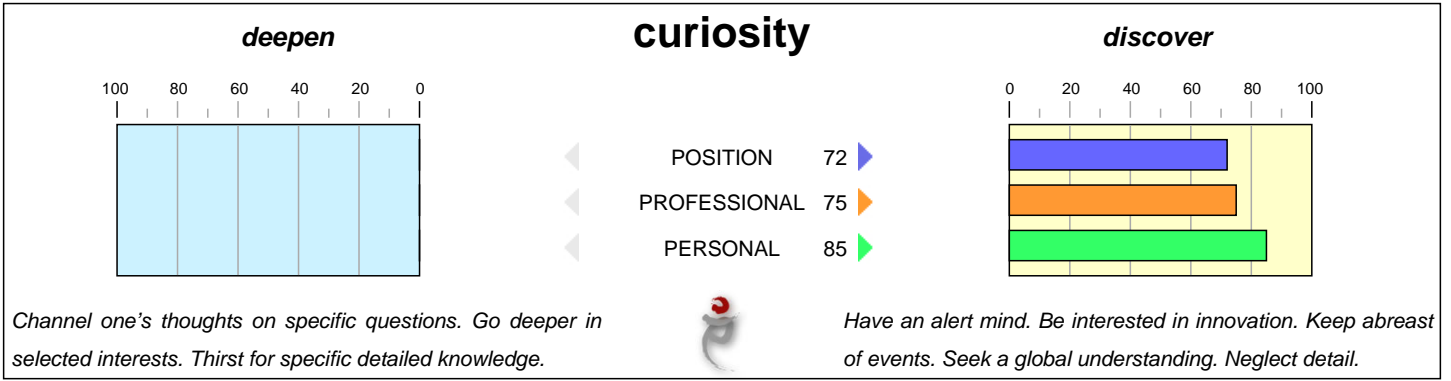 curiosity
deepen
discover
100 80 60 40 20 0
0 20 40 60 80 100
POSITION 72
PROFESSIONAL 75
PERSONAL 85
Channel one's thoughts on specific questions. Go deeper in
selected interests. Thirst for specific detailed knowledge.
Have an alert mind. Be interested in innovation. Keep abreast
of events. Seek a global understanding. Neglect detail.